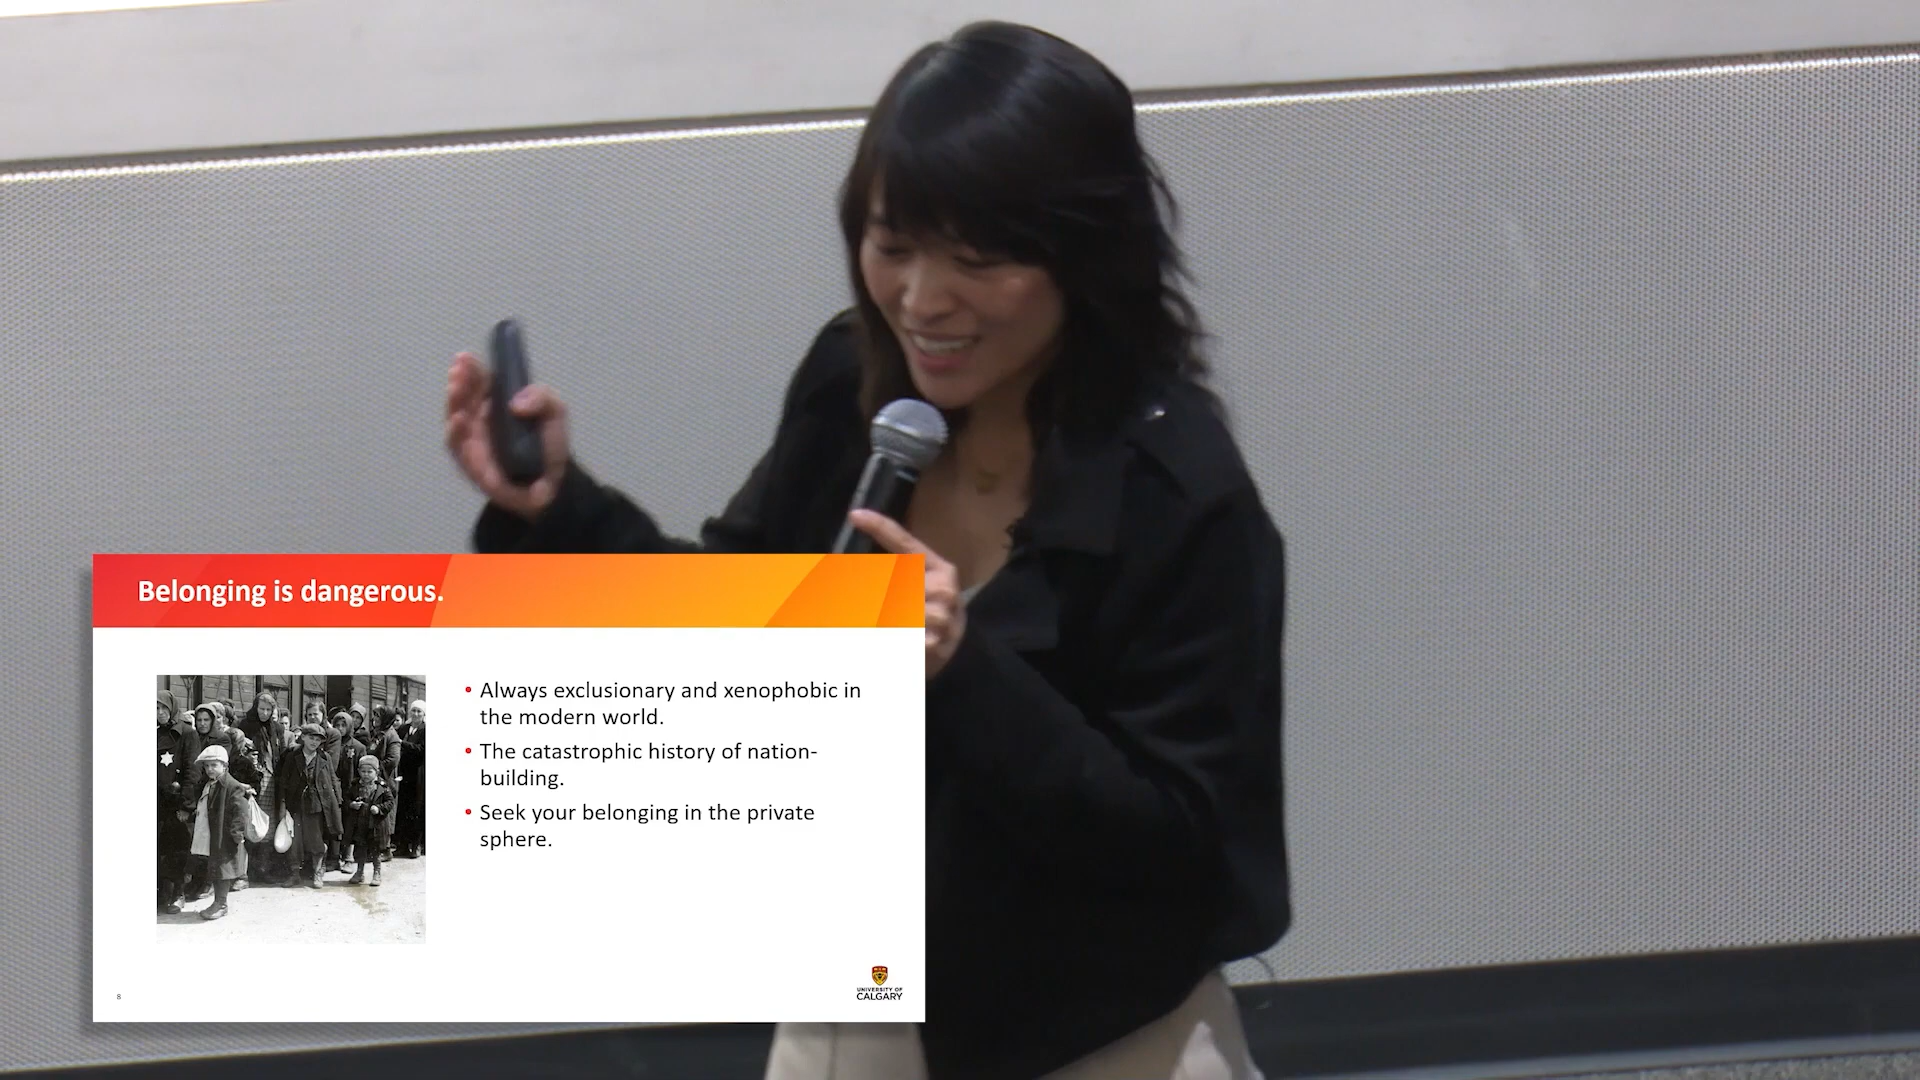 Belonging is dangerous.
• Always exclusionary and xenophobic in
the modern world.
• The catastrophic history of nation-
building.
• Seek your belonging in the private
sphere.
8
UNIVERSITY OF
CALGARY